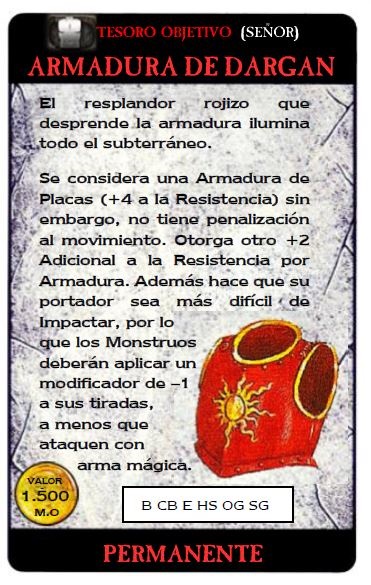 TESORO OBJETIVO (SEÑOR)
ARMADURA DE DARGAN
El resplandor rojizo que
desprende la armadura ilumina
todo el subterráneo.
Se considera una Armadura de
Placas (+4 a la Resistencia) sin
embargo, no tiene penalización
al movimiento. Otorga otro +2
Adicional a la Resistencia por
Armadura. Además hace que su
portador sea más difícil de
Impactar, por lo
que los Monstruos
deberán aplicar un
modificador de –1
a sus tiradas,
a menos que
ataquen con
arma mágica.
VALOR
1.500
M.O
B CB E HS OG SG
PERMANENTE